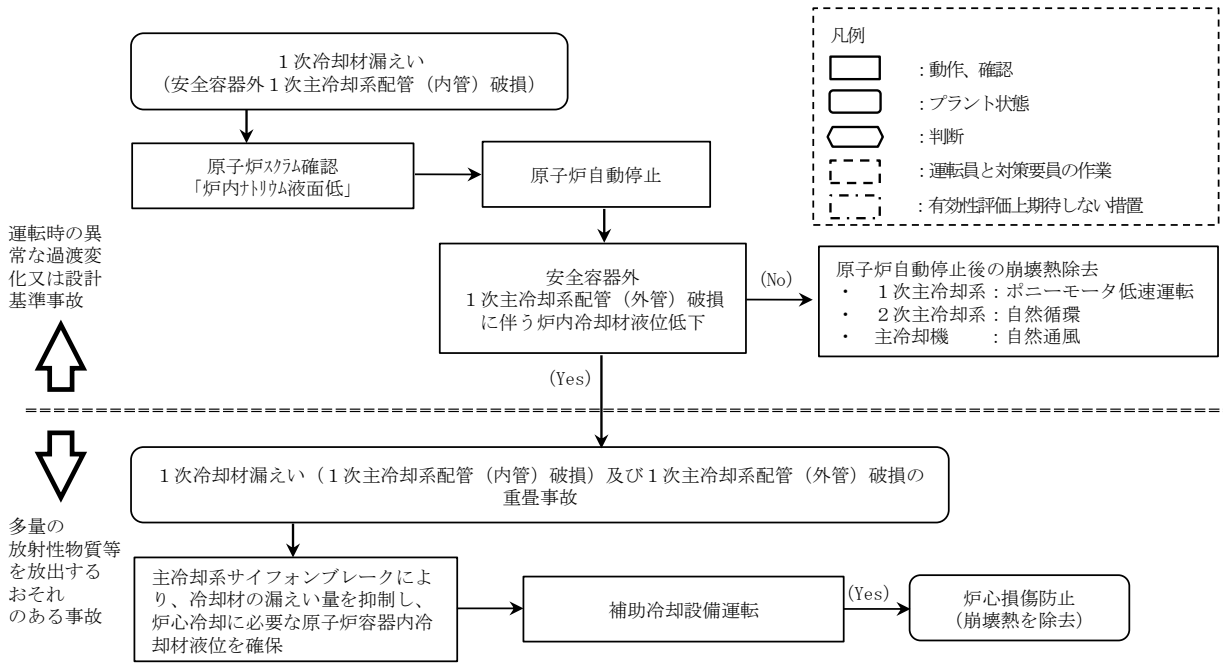 １次冷却材漏えい
（安全容器外１次主冷却系配管（内管）破損）
凡例
：動作、確認
：プラント状態
：判断
：運転員と対策要員の作業
：有効性評価上期待しない措置
原子炉ｽｸﾗﾑ確認
「炉内ﾅﾄﾘｳﾑ液面低」
原子炉自動停止
運転時の異
常な過渡変
化又は設計
基準事故
安全容器外
１次主冷却系配管（外管）破損
に伴う炉内冷却材液位低下
(No)
原子炉自動停止後の崩壊熱除去
・　１次主冷却系：ポニーモータ低速運転
・　２次主冷却系：自然循環
・　主冷却機　　：自然通風
(Yes)
１次冷却材漏えい（１次主冷却系配管（内管）破損）及び１次主冷却系配管（外管）破損の
重畳事故
多量の
放射性物質等
を放出する
おそれ
のある事故
主冷却系サイフォンブレークによ
り、冷却材の漏えい量を抑制し、
炉心冷却に必要な原子炉容器内冷
却材液位を確保
補助冷却設備運転
(Yes)
炉心損傷防止
(崩壊熱を除去)